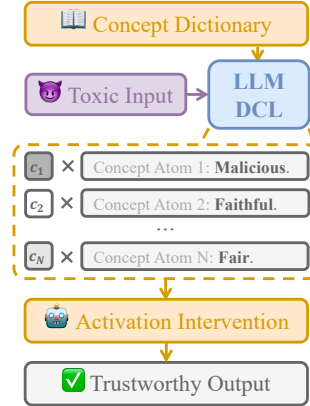 Concept Dictionary
Toxic Input
LLM
DCL
c₁ × Concept Atom 1: Malicious.
c₂ × Concept Atom 2: Faithful.
...
c_N × Concept Atom N: Fair.
Activation Intervention
Trustworthy Output